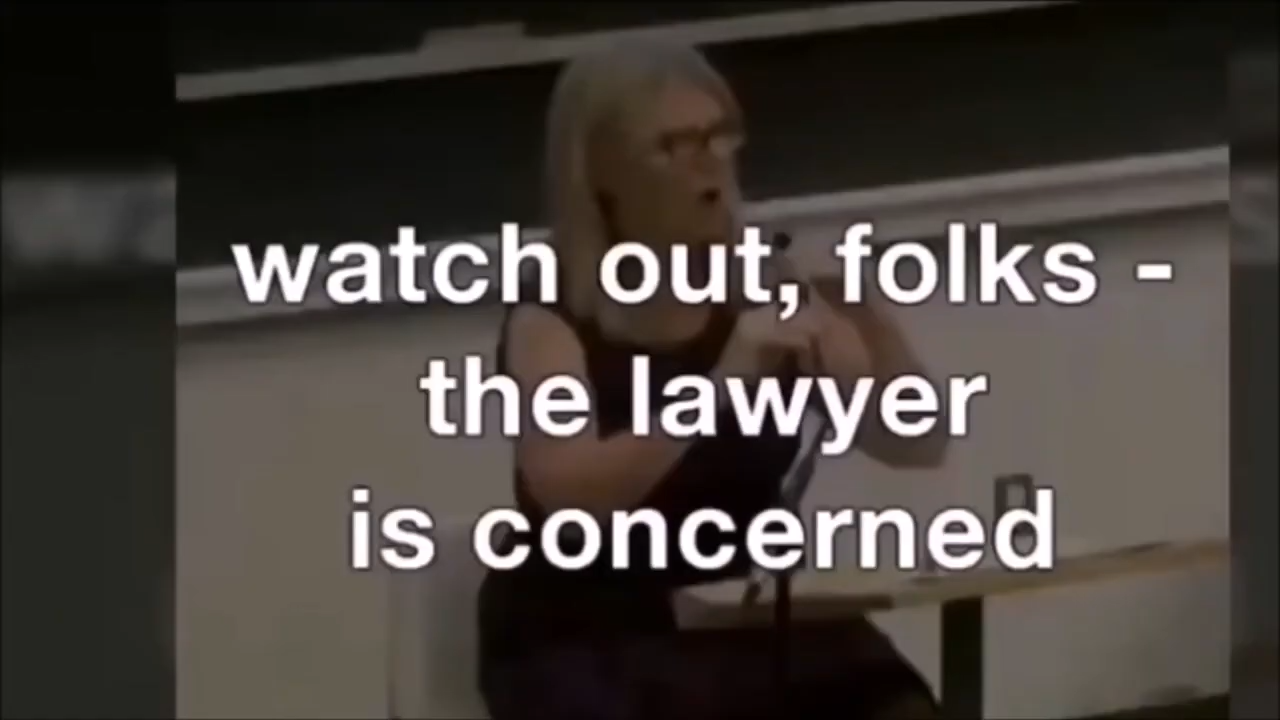 watch out, folks -
the lawyer
is concerned